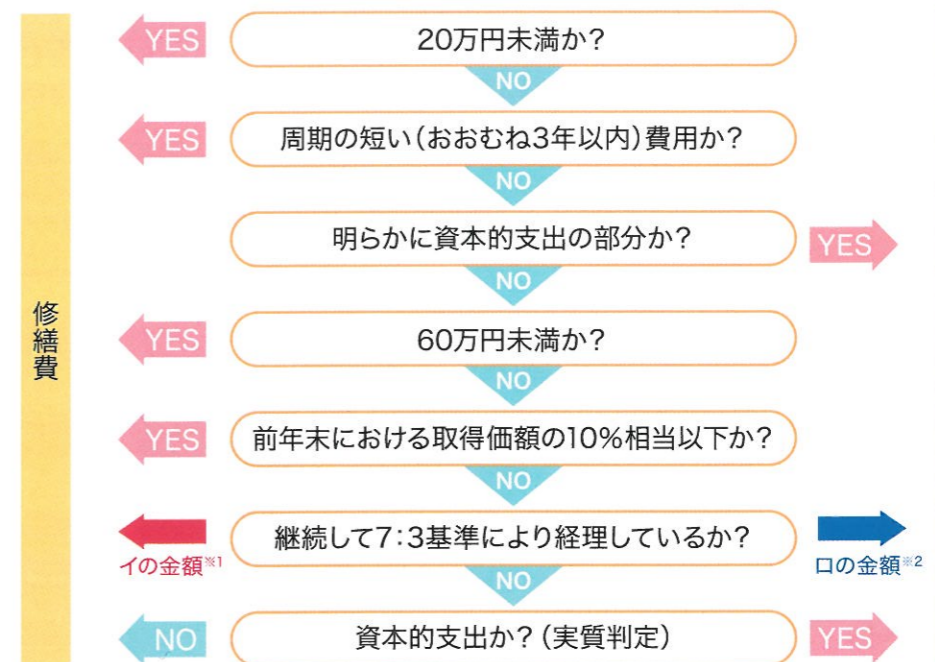 YES
20万円未満か?
NO
YES
周期の短い(おおむね3年以内)費用か?
NO
明らかに資本的支出の部分か?
YES
NO
修繕費
YES
60万円未満か?
NO
YES
前年末における取得価額の10%相当以下か?
NO
継続して7:3基準により経理しているか?
イの金額※1
ロの金額※2
NO
NO
資本的支出か?(実質判定)
YES